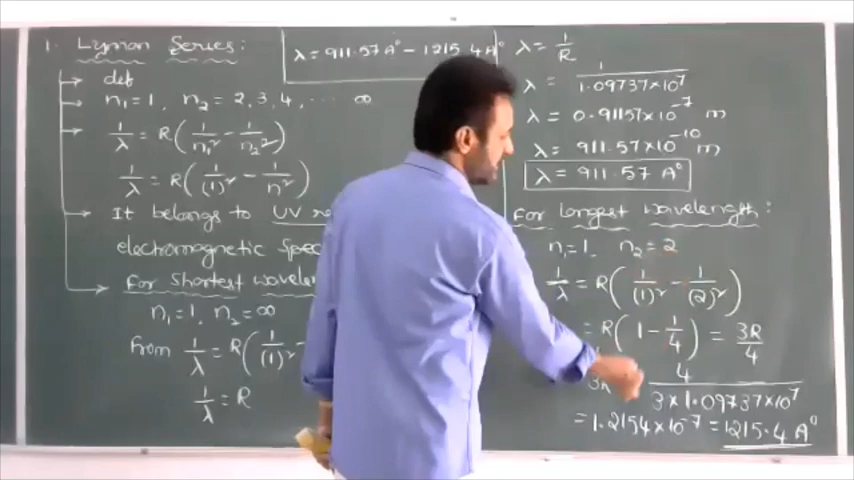 1. Lyman Series:
λ = 911.57 A° - 1215.4 A°
def
n₁ = 1, n₂ = 2, 3, 4, ... ∞
1/λ = R(1/n₁² - 1/n₂²)
1/λ = R(1/(1)² - 1/n²)
It belongs to UV
electromagnetic
For Shortest
n₁ = 1, n₂ = ∞
From 1/λ = R(1/(1)² -
1/λ = R
λ = 1/R
λ = 1/1.09737×10⁷
λ = 0.91157×10⁻⁷ m
λ = 911.57×10⁻¹⁰ m
λ = 911.57 A°
For longest wavelength:
n₁ = 1, n₂ = 2
1/λ = R(1/(1)² - 1/(2)²)
= R(1 - 1/4) = 3R/4
4/3×1.09737×10⁷
= 1.2154×10⁻⁷ = 1215.4 A°